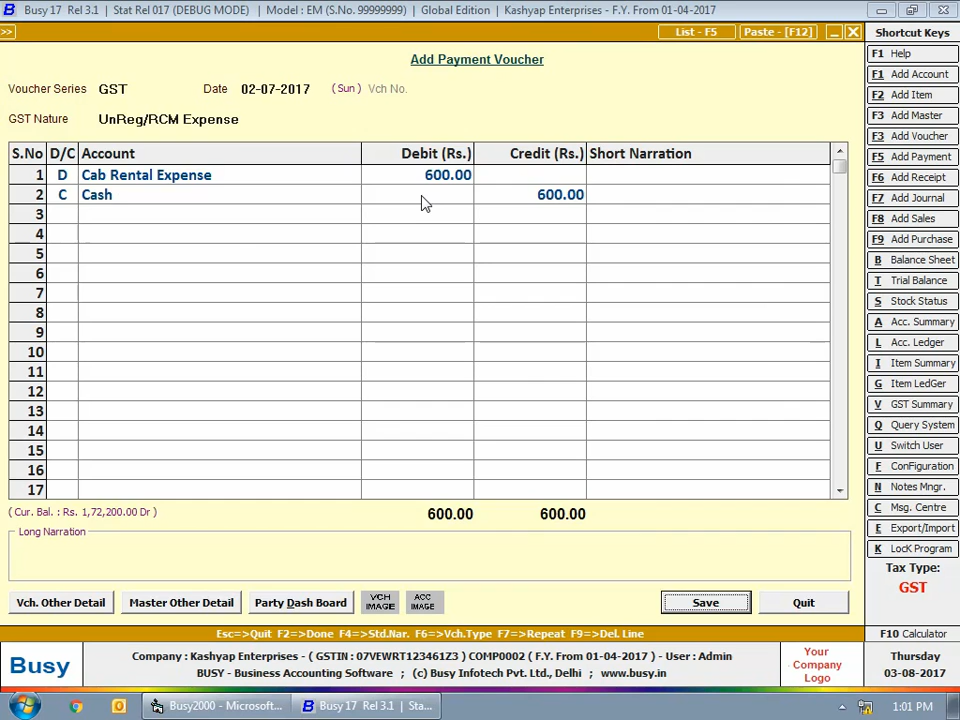 Busy 17 Rel 3.1 | Stat Rel 017 (DEBUG MODE) | Model : EM (S.No. 99999999) | Global Edition | Kashyap Enterprises - F.Y. From 01-04-2017
>> List - F5 Paste - [F12]
Add Payment Voucher
Voucher Series GST Date 02-07-2017 ( Sun ) Vch No.
GST Nature UnReg/RCM Expense
S.No D/C Account Debit (Rs.) Credit (Rs.) Short Narration
1 D Cab Rental Expense 600.00
2 C Cash 600.00
3
4
5
6
7
8
9
10
11
12
13
14
15
16
17
( Cur. Bal. : Rs. 1,72,200.00 Dr ) 600.00 600.00
Long Narration
Vch. Other Detail Master Other Detail Party Dash Board VCH IMAGE ACC IMAGE Save Quit
Esc=>Quit F2=>Done F4=>Std.Nar. F6=>Vch.Type F7=>Repeat F9=>Del. Line
Busy
Company : Kashyap Enterprises - ( GSTIN : 07VEWRT123461Z3 ) COMP0002 ( F.Y. From 01-04-2017 ) - User : Admin
BUSY - Business Accounting Software ; (c) Busy Infotech Pvt. Ltd., Delhi ; www.busy.in
Your
Company
Logo
Shortcut Keys
F1 Help
F1 Add Account
F2 Add Item
F3 Add Master
F3 Add Voucher
F5 Add Payment
F6 Add Receipt
F7 Add Journal
F8 Add Sales
F9 Add Purchase
B Balance Sheet
T Trial Balance
S Stock Status
A Acc. Summary
L Acc. Ledger
I Item Summary
G Item LedGer
V GST Summary
Q Query System
U Switch User
F ConFiguration
N Notes Mngr.
C Msg. Centre
E Export/Import
K LocK Program
Tax Type:
GST
F10 Calculator
Thursday
03-08-2017
Busy2000 - Microsoft... Busy 17 Rel 3.1 | Sta... 1:01 PM